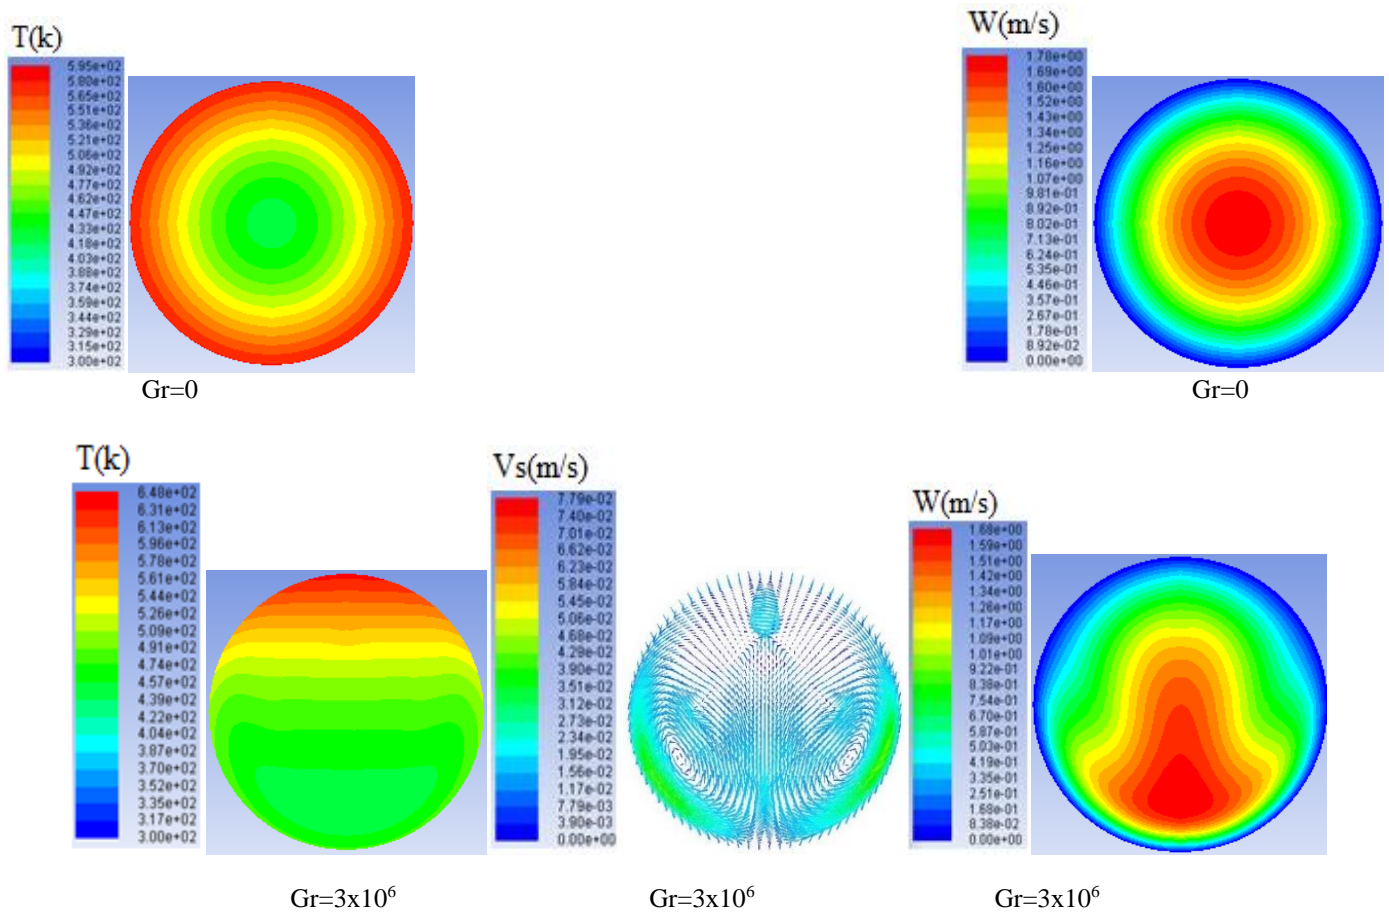 T(k)
5.95e+02
5.80e+02
5.65e+02
5.51e+02
5.36e+02
5.21e+02
5.06e+02
4.92e+02
4.77e+02
4.62e+02
4.47e+02
4.33e+02
4.18e+02
4.03e+02
3.88e+02
3.74e+02
3.59e+02
3.44e+02
3.29e+02
3.15e+02
3.00e+02
Gr=0
W(m/s)
1.78e+00
1.69e+00
1.60e+00
1.52e+00
1.43e+00
1.34e+00
1.25e+00
1.16e+00
1.07e+00
9.81e-01
8.92e-01
8.02e-01
7.13e-01
6.24e-01
5.35e-01
4.46e-01
3.57e-01
2.67e-01
1.78e-01
8.92e-02
0.00e+00
Gr=0
T(k)
6.48e+02
6.31e+02
6.13e+02
5.96e+02
5.78e+02
5.61e+02
5.44e+02
5.26e+02
5.09e+02
4.91e+02
4.74e+02
4.57e+02
4.39e+02
4.22e+02
4.04e+02
3.87e+02
3.70e+02
3.52e+02
3.35e+02
3.17e+02
3.00e+02
Gr=3x10⁶
Vs(m/s)
7.79e-02
7.40e-02
7.01e-02
6.62e-02
6.23e-02
5.84e-02
5.45e-02
5.06e-02
4.68e-02
4.29e-02
3.90e-02
3.51e-02
3.12e-02
2.73e-02
2.34e-02
1.95e-02
1.56e-02
1.17e-02
7.79e-03
3.90e-03
0.00e+00
Gr=3x10⁶
W(m/s)
1.68e+00
1.59e+00
1.51e+00
1.42e+00
1.34e+00
1.26e+00
1.17e+00
1.09e+00
1.01e+00
9.22e-01
8.38e-01
7.54e-01
6.70e-01
5.87e-01
5.03e-01
4.19e-01
3.35e-01
2.51e-01
1.68e-01
8.38e-02
0.00e+00
Gr=3x10⁶